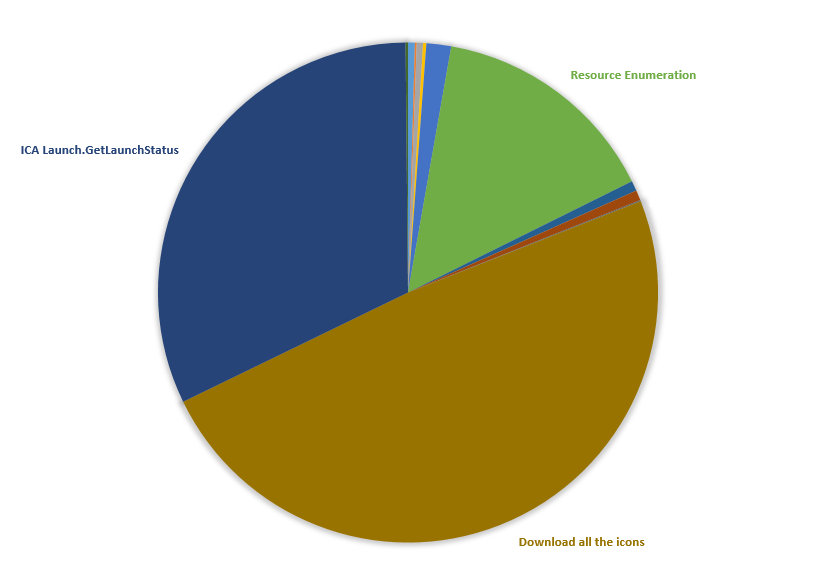 Resource Enumeration
ICA Launch.GetLaunchStatus
Download all the icons